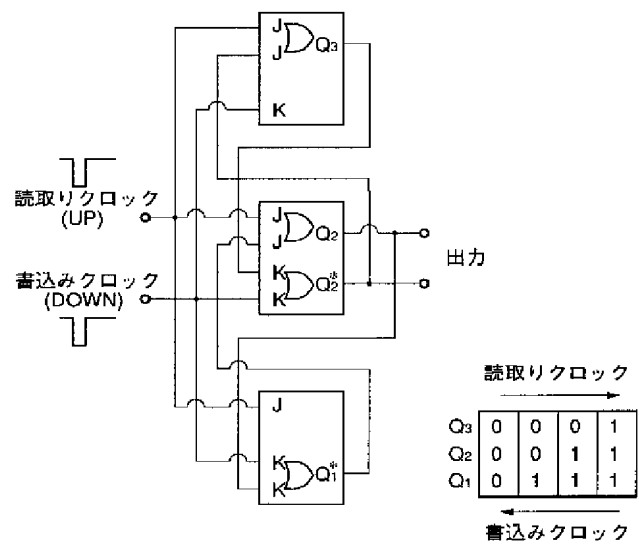 J
J
Q3
K
読取りクロック
(UP)
J
J
Q2
K
K
Q2*
出力
書込みクロック
(DOWN)
J
K
K
Q1*
読取りクロック
Q3 0 0 0 1
Q2 0 0 1 1
Q1 0 1 1 1
書込みクロック